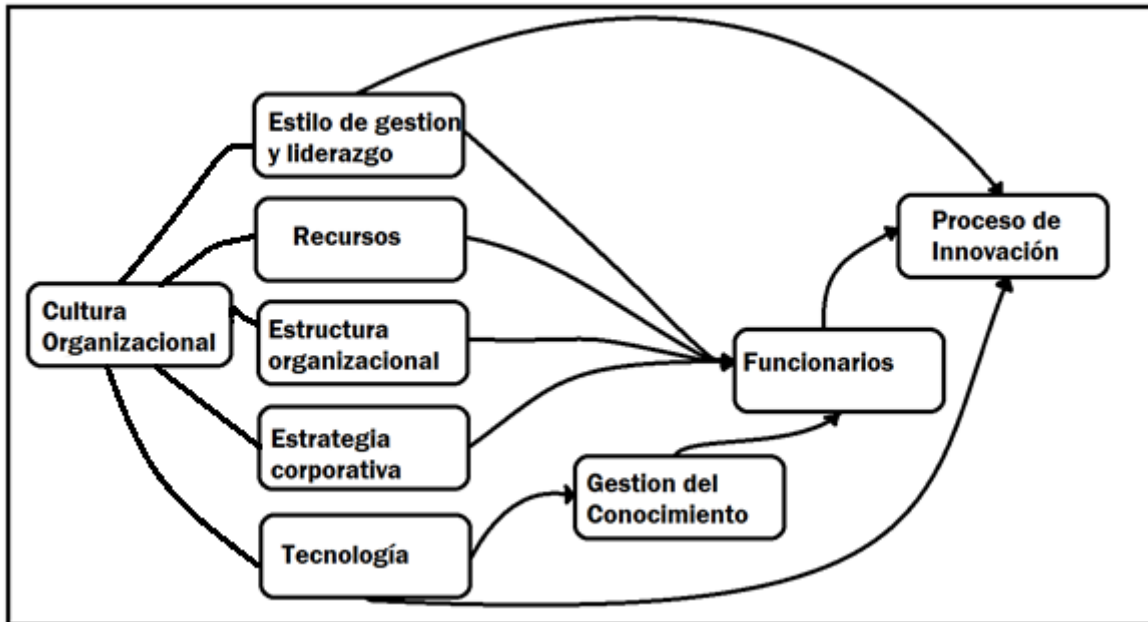 Estilo de gestion
y liderazgo
Recursos
Proceso de
Innovación
Cultura
Organizacional
Estructura
organizacional
Funcionarios
Estrategia
corporativa
Gestion del
Conocimiento
Tecnología